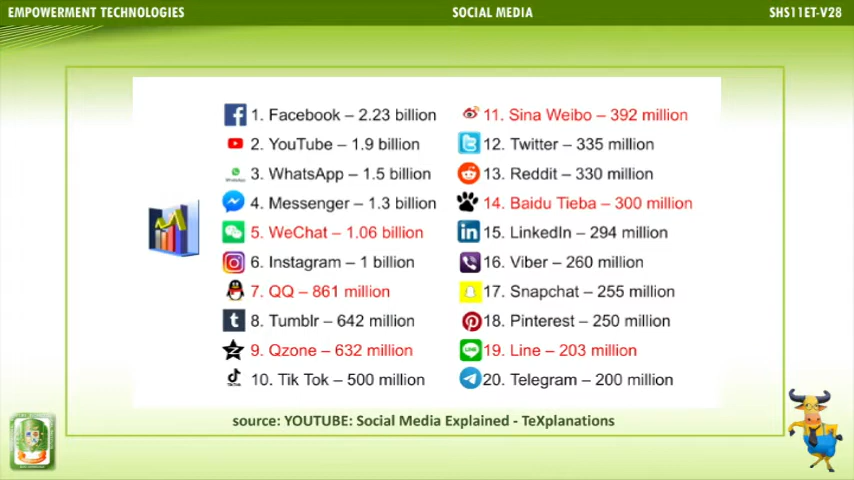 EMPOWERMENT TECHNOLOGIES
SOCIAL MEDIA
SHS11ET-V28
1. Facebook – 2.23 billion
2. YouTube – 1.9 billion
3. WhatsApp – 1.5 billion
4. Messenger – 1.3 billion
5. WeChat – 1.06 billion
6. Instagram – 1 billion
7. QQ – 861 million
8. Tumblr – 642 million
9. Qzone – 632 million
10. Tik Tok – 500 million
11. Sina Weibo – 392 million
12. Twitter – 335 million
13. Reddit – 330 million
14. Baidu Tieba – 300 million
15. LinkedIn – 294 million
16. Viber – 260 million
17. Snapchat – 255 million
18. Pinterest – 250 million
19. Line – 203 million
20. Telegram – 200 million
source: YOUTUBE: Social Media Explained - TeXplanations